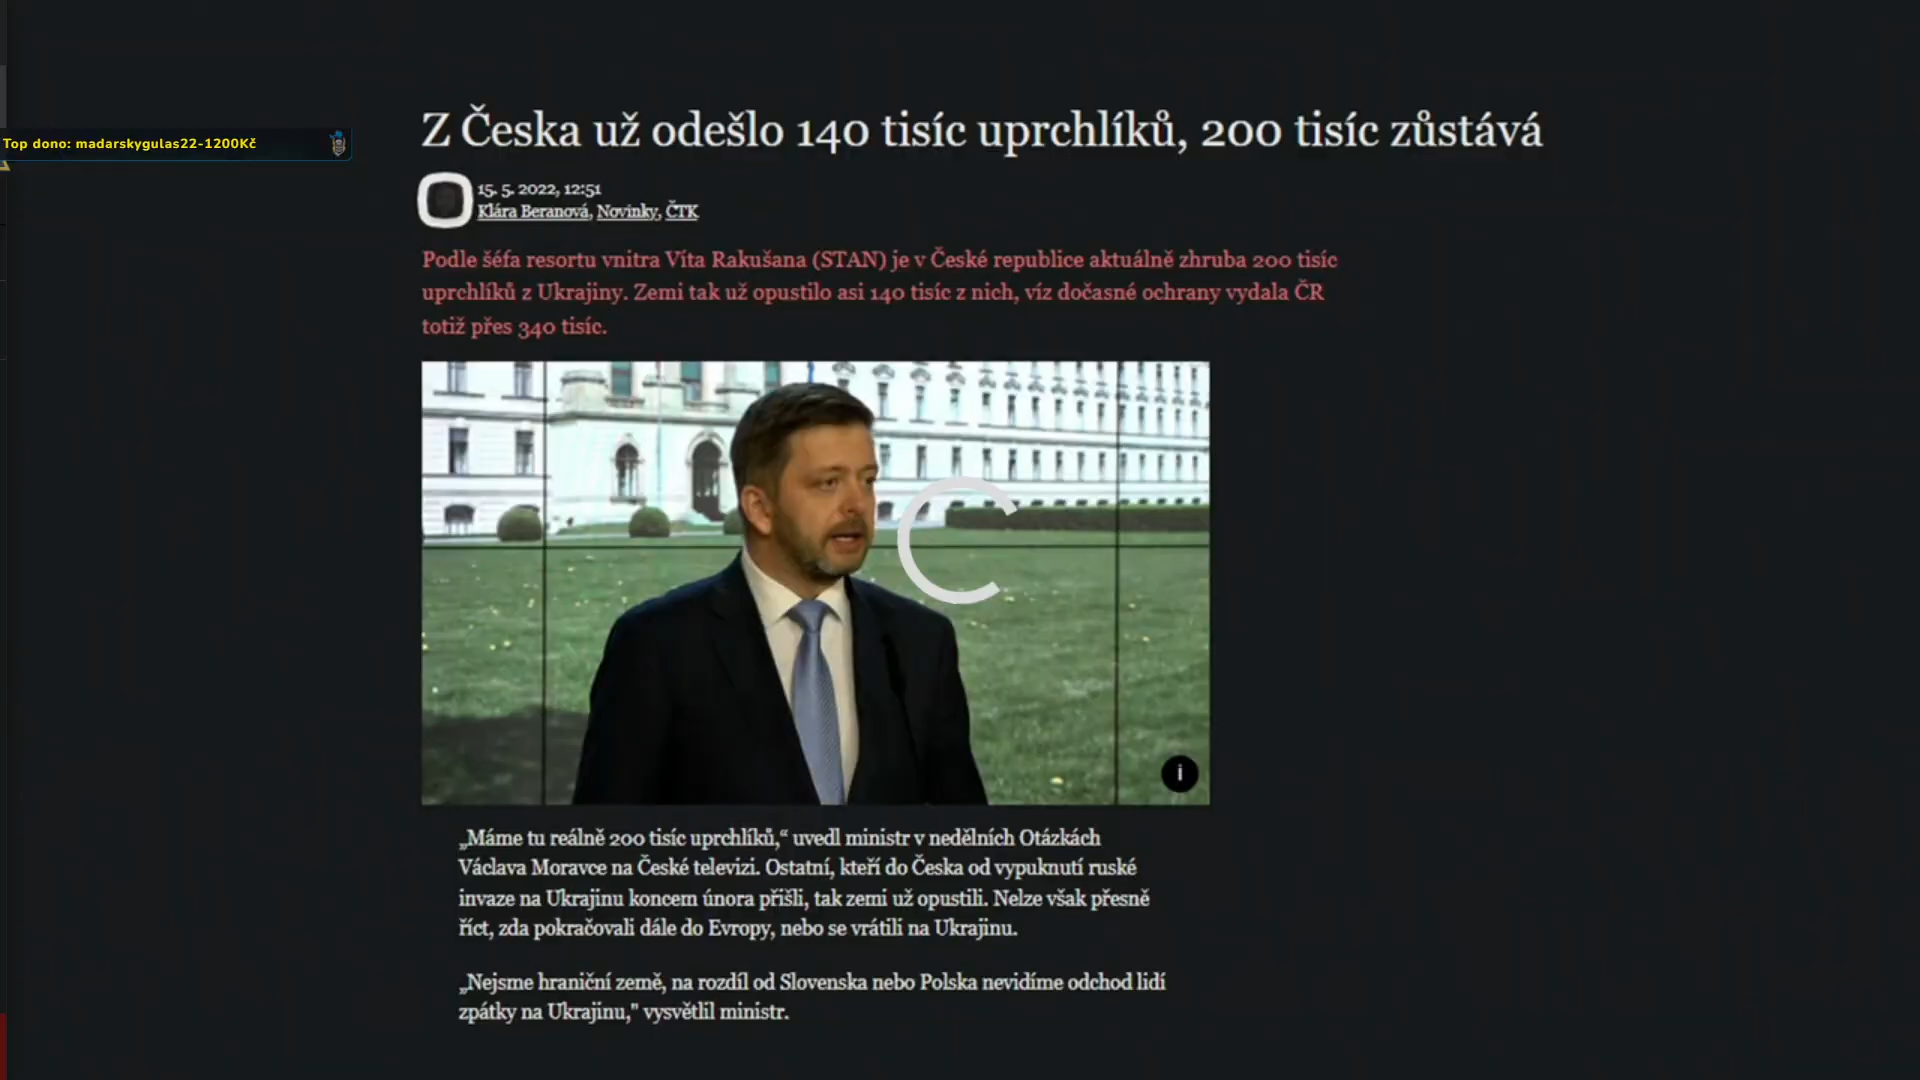 Z Česka už odešlo 140 tisíc uprchlíků, 200 tisíc zůstává
Top dono: madarskygulas22-1200Kč
15. 5. 2022, 12:51
Klára Beranová, Novinky, ČTK
Podle šéfa resortu vnitra Víta Rakušana (STAN) je v České republice aktuálně zhruba 200 tisíc
uprchlíků z Ukrajiny. Zemi tak už opustilo asi 140 tisíc z nich, víz dočasné ochrany vydala ČR
totiž přes 340 tisíc.
i
„Máme tu reálně 200 tisíc uprchlíků,“ uvedl ministr v nedělních Otázkách
Václava Moravce na České televizi. Ostatní, kteří do Česka od vypuknutí ruské
invaze na Ukrajinu koncem února přišli, tak zemi už opustili. Nelze však přesně
říct, zda pokračovali dále do Evropy, nebo se vrátili na Ukrajinu.
„Nejsme hraniční země, na rozdíl od Slovenska nebo Polska nevidíme odchod lidí
zpátky na Ukrajinu," vysvětlil ministr.